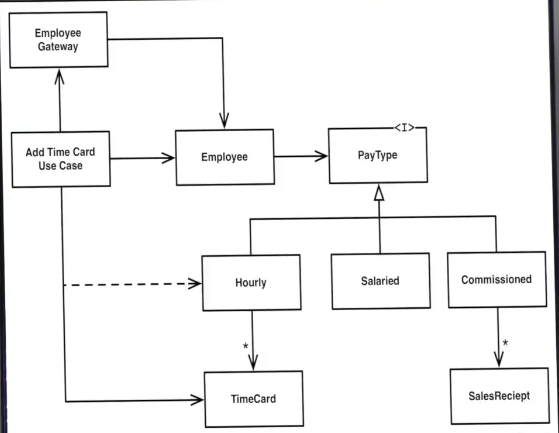 Employee
Gateway
<I>
Add Time Card
Use Case
Employee
PayType
Hourly
Salaried
Commissioned
*
*
TimeCard
SalesReciept